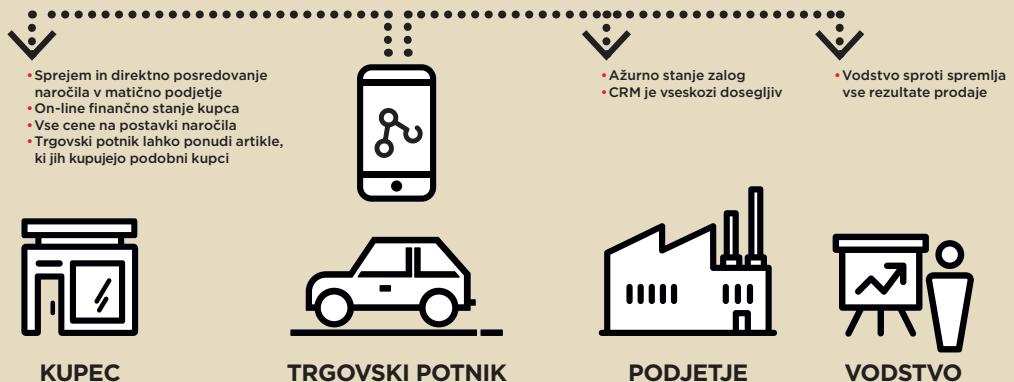 • Sprejem in direktno posredovanje
naročila v matično podjetje
• On-line finančno stanje kupca
• Vse cene na postavki naročila
• Trgovski potnik lahko ponudi artikle,
ki jih kupujejo podobni kupci
• Ažurno stanje zalog
• CRM je vseskozi dosegljiv
• Vodstvo sproti spremlja
vse rezultate prodaje
KUPEC
TRGOVSKI POTNIK
PODJETJE
VODSTVO